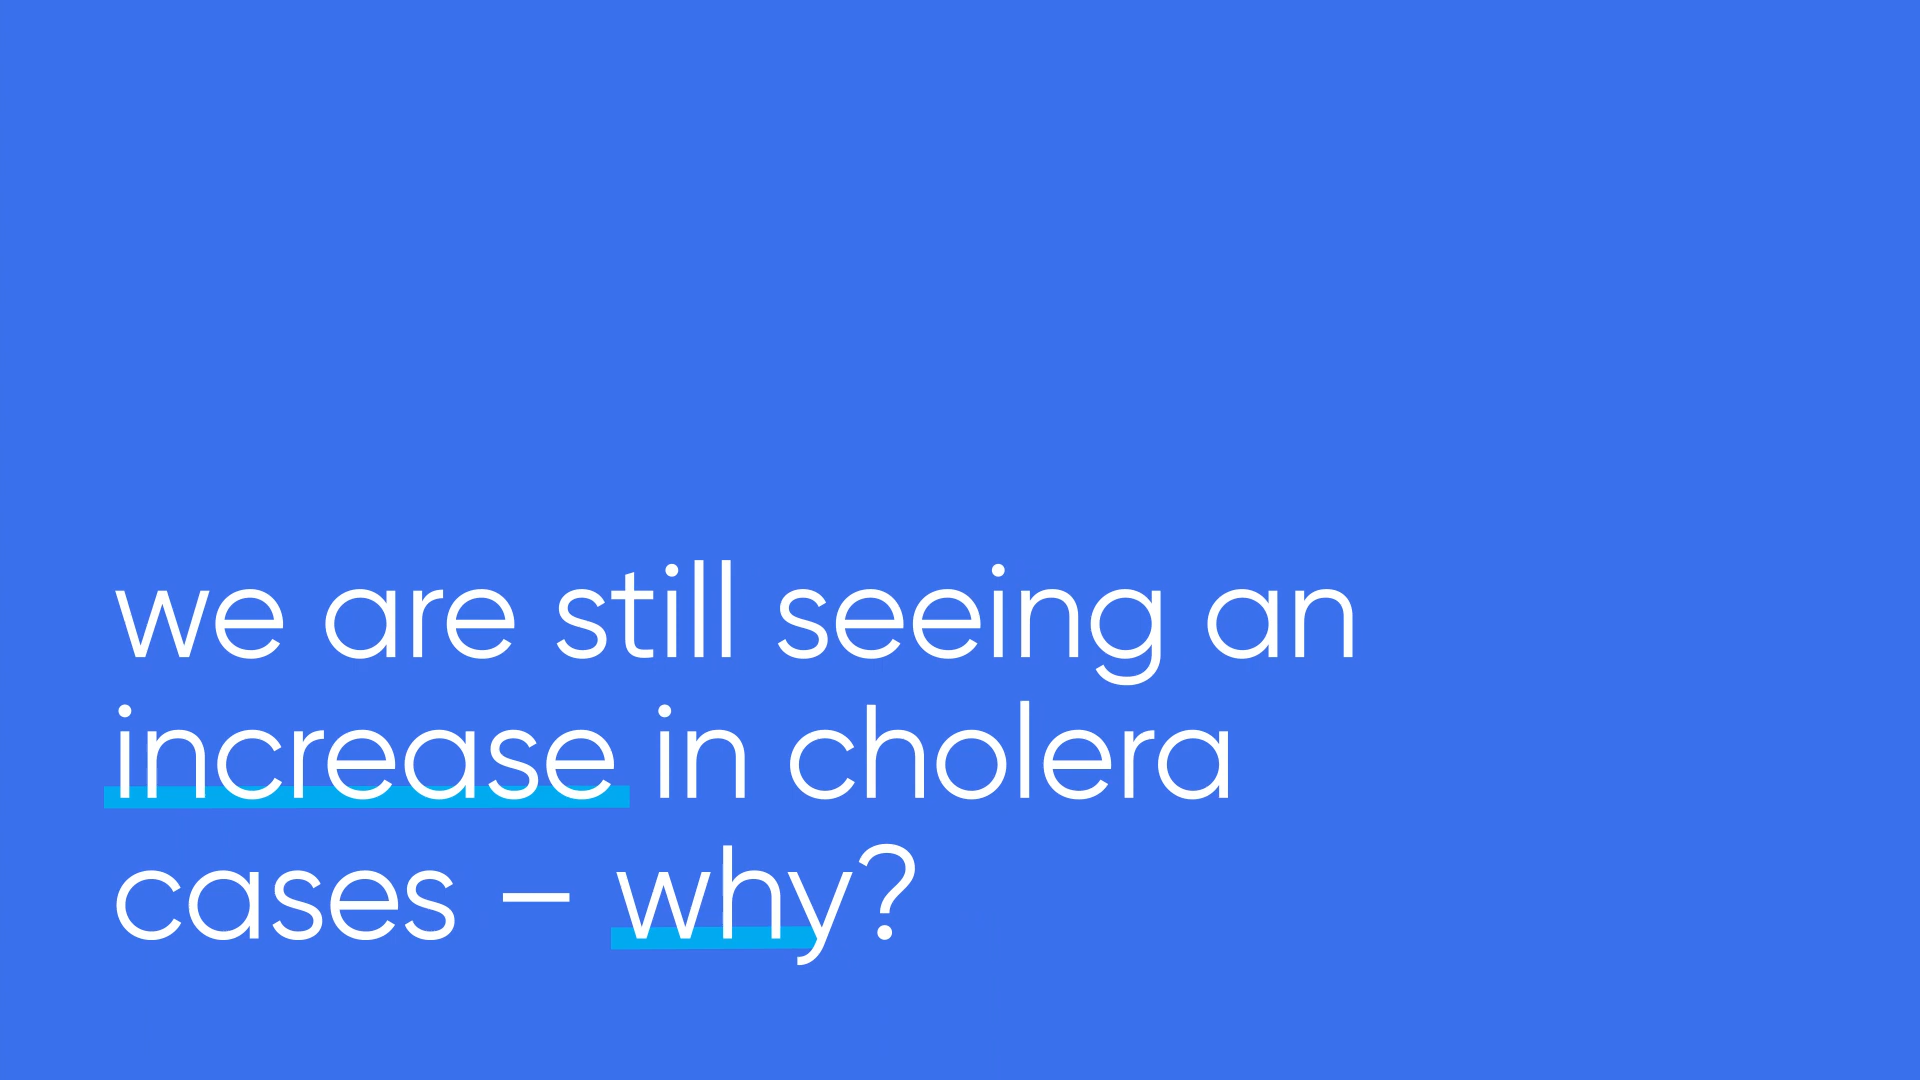 we are still seeing an
increase in cholera
cases – why?